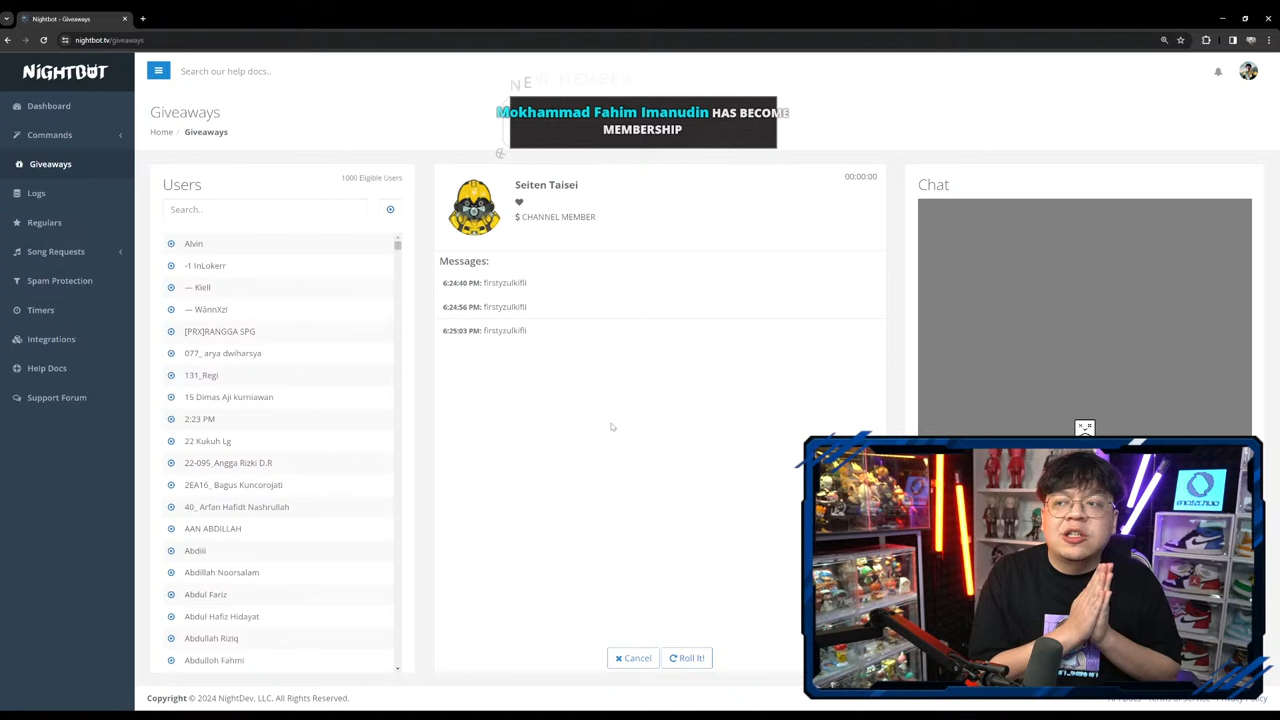 Nightbot - Giveaways
nightbot.tv/giveaways
NIGHTBOT
Search our help docs..
Dashboard
Commands
Giveaways
Logs
Regulars
Song Requests
Spam Protection
Timers
Integrations
Help Docs
Support Forum
Giveaways
Home / Giveaways
NEW MEMBER
Mokhammad Fahim Imanudin HAS BECOME
MEMBERSHIP
Users
1000 Eligible Users
Search..
Alvin
-1 InLokerr
— Kiell
— WànnXz!
[PRX]RANGGA SPG
077_ arya dwiharsya
131_Regi
15 Dimas Aji kurniawan
2:23 PM
22 Kukuh Lg
22-095_Angga Rizki D.R
2EA16_ Bagus Kuncorojati
40_ Arfan Hafidt Nashrullah
AAN ABDILLAH
Abdiii
Abdillah Noorsalam
Abdul Fariz
Abdul Hafiz Hidayat
Abdullah Riziq
Abdulloh Fahmi
Seiten Taisei
00:00:00
$ CHANNEL MEMBER
Messages:
6:24:40 PM: firstyzulkifli
6:24:56 PM: firstyzulkifli
6:25:03 PM: firstyzulkifli
Cancel
Roll It!
Chat
Copyright © 2024 NightDev, LLC. All Rights Reserved.